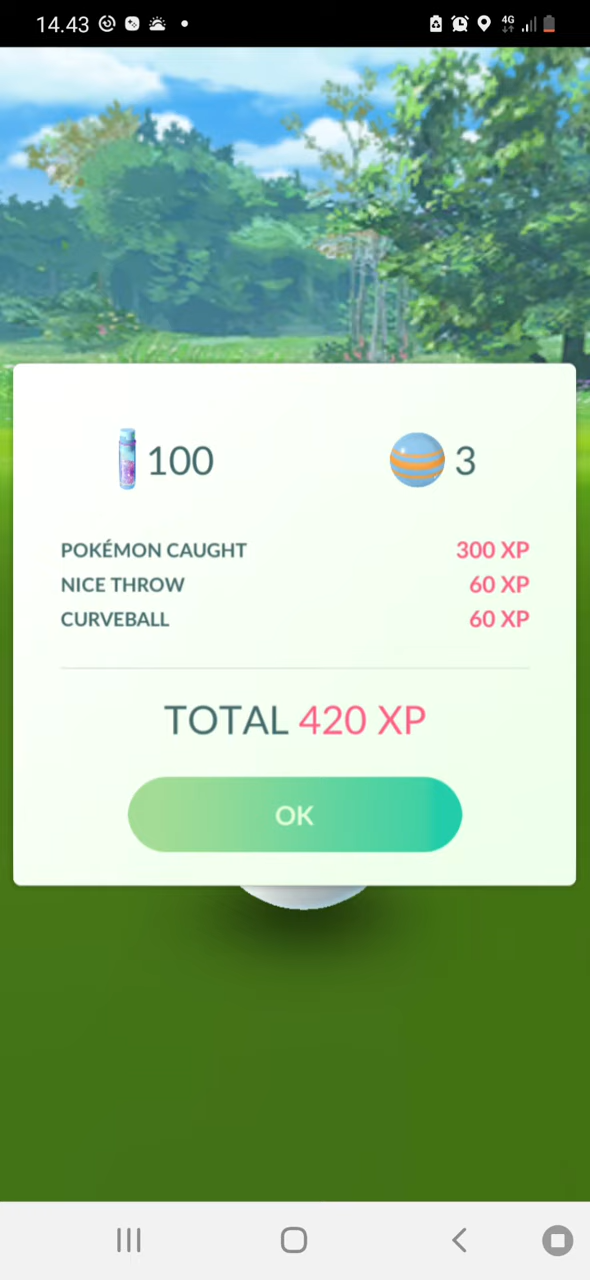 14.43
4G
100
3
POKÉMON CAUGHT 300 XP
NICE THROW 60 XP
CURVEBALL 60 XP
TOTAL 420 XP
OK